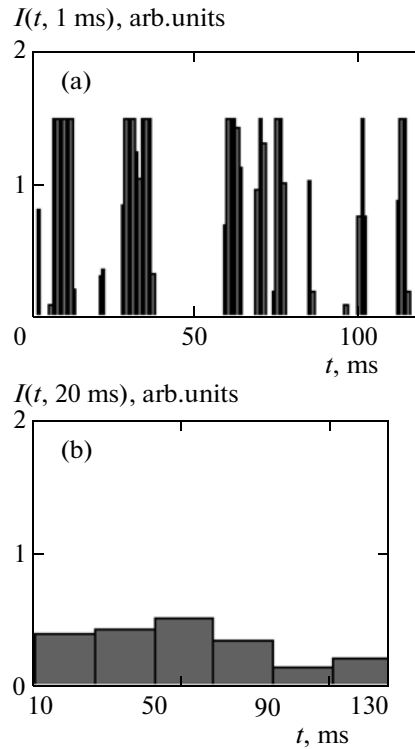 I(t, 1 ms), arb.units
2
(a)
1
0 50 100
t, ms
I(t, 20 ms), arb.units
2
(b)
1
0
10 50 90 130
t, ms